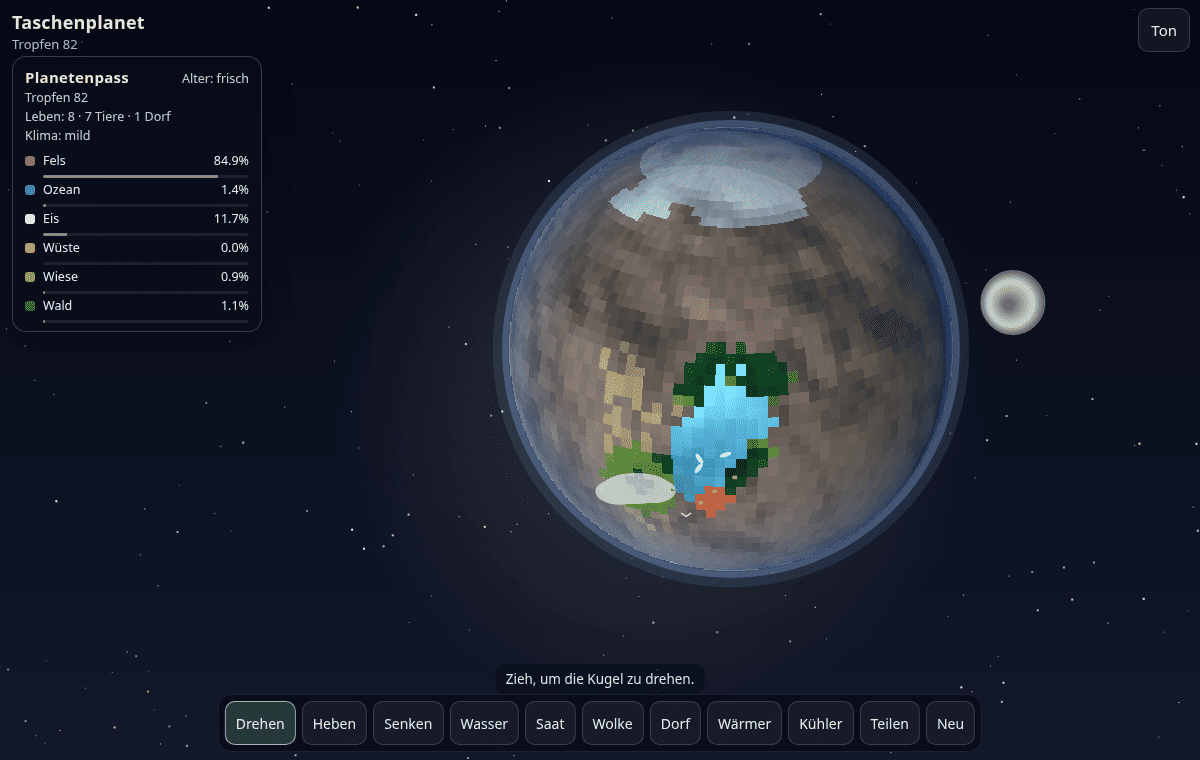 Taschenplanet
Tropfen 82
Ton
Planetenpass Alter: frisch
Tropfen 82
Leben: 8 · 7 Tiere · 1 Dorf
Klima: mild
Fels 84.9%
Ozean 1.4%
Eis 11.7%
Wüste 0.0%
Wiese 0.9%
Wald 1.1%
Zieh, um die Kugel zu drehen.
Drehen Heben Senken Wasser Saat Wolke Dorf Wärmer Kühler Teilen Neu